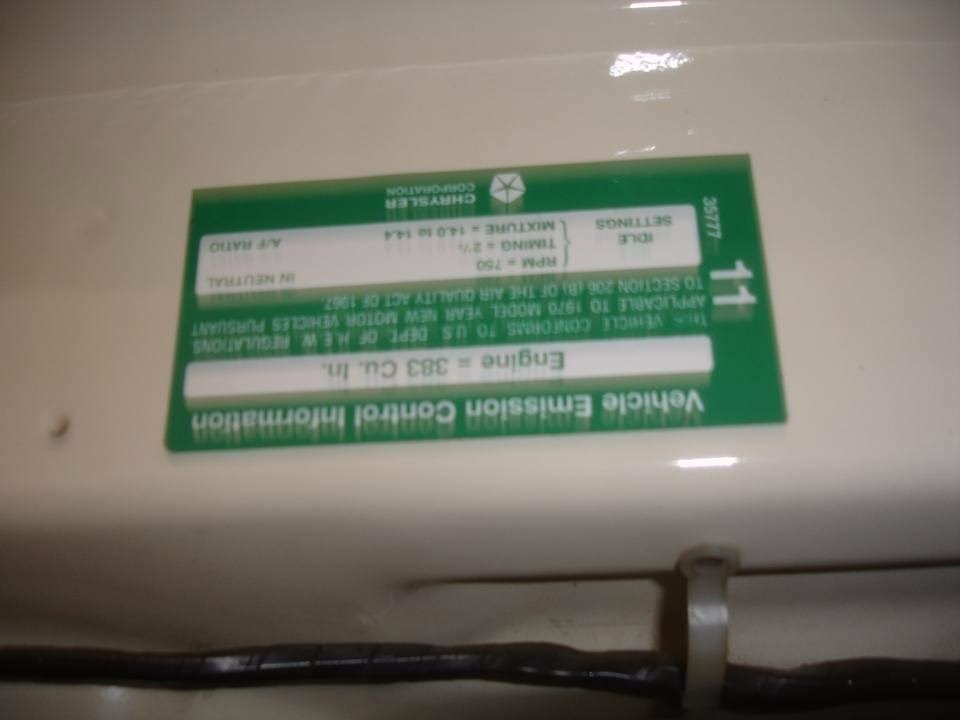 Vehicle Emission Control Information
Engine = 383 Cu. In.
THIS VEHICLE CONFORMS TO U.S. DEPT. OF H.E.W. REGULATIONS
APPLICABLE TO 1970 MODEL YEAR NEW MOTOR VEHICLES PURSUANT
TO SECTION 206 (B) OF THE AIR QUALITY ACT OF 1967.
11
IDLE
SETTINGS
RPM = 750 IN NEUTRAL
TIMING = 2½
MIXTURE = 14.0 to 14.4 A/F RATIO
35777
CHRYSLER
CORPORATION